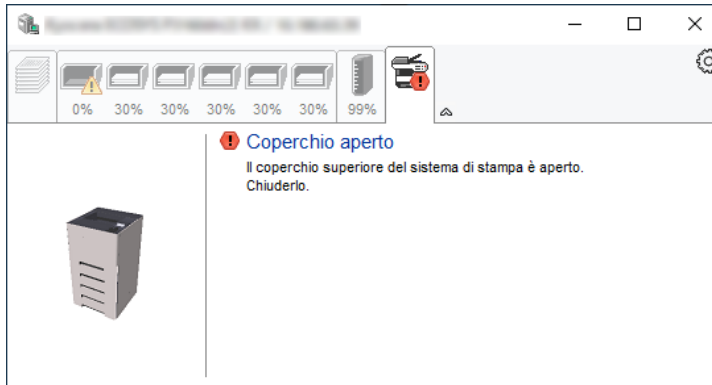 0% 30% 30% 30% 30% 30% 99%
Coperchio aperto
Il coperchio superiore del sistema di stampa è aperto.
Chiuderlo.